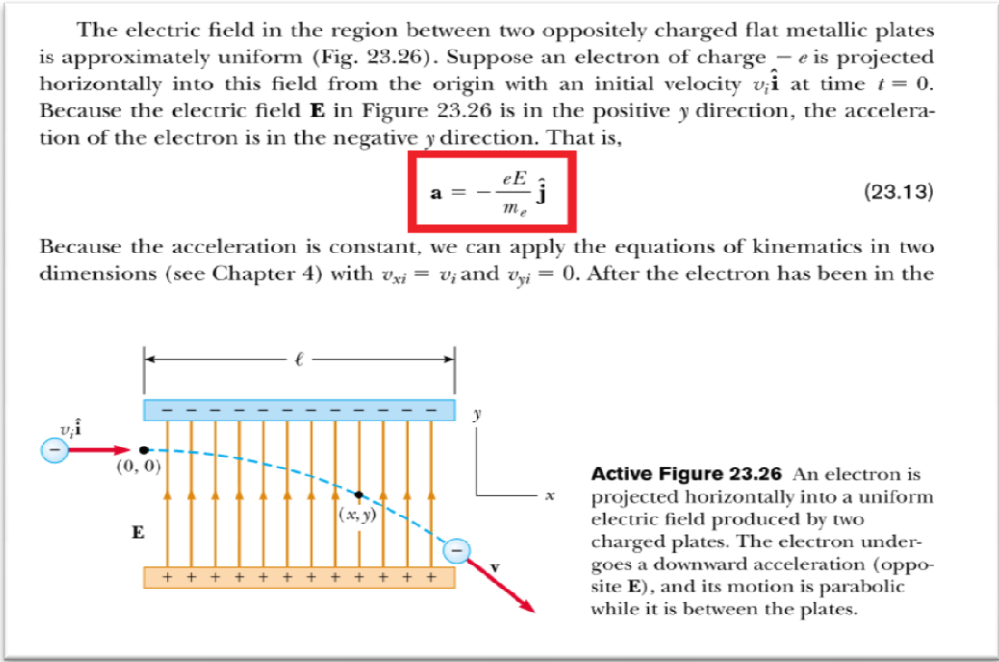 The electric field in the region between two oppositely charged flat metallic plates
is approximately uniform (Fig. 23.26). Suppose an electron of charge − e is projected
horizontally into this field from the origin with an initial velocity vᵢî at time t = 0.
Because the electric field E in Figure 23.26 is in the positive y direction, the accelera-
tion of the electron is in the negative y direction. That is,
a = − eE/mₑ ĵ (23.13)
Because the acceleration is constant, we can apply the equations of kinematics in two
dimensions (see Chapter 4) with vₓᵢ = vᵢ and vyᵢ = 0. After the electron has been in the
ℓ
− − − − − − − − − − − −
y
vᵢî
−
(0, 0)
x
(x, y)
E
−
v
+ + + + + + + + + + + +
Active Figure 23.26 An electron is
projected horizontally into a uniform
electric field produced by two
charged plates. The electron under-
goes a downward acceleration (oppo-
site E), and its motion is parabolic
while it is between the plates.